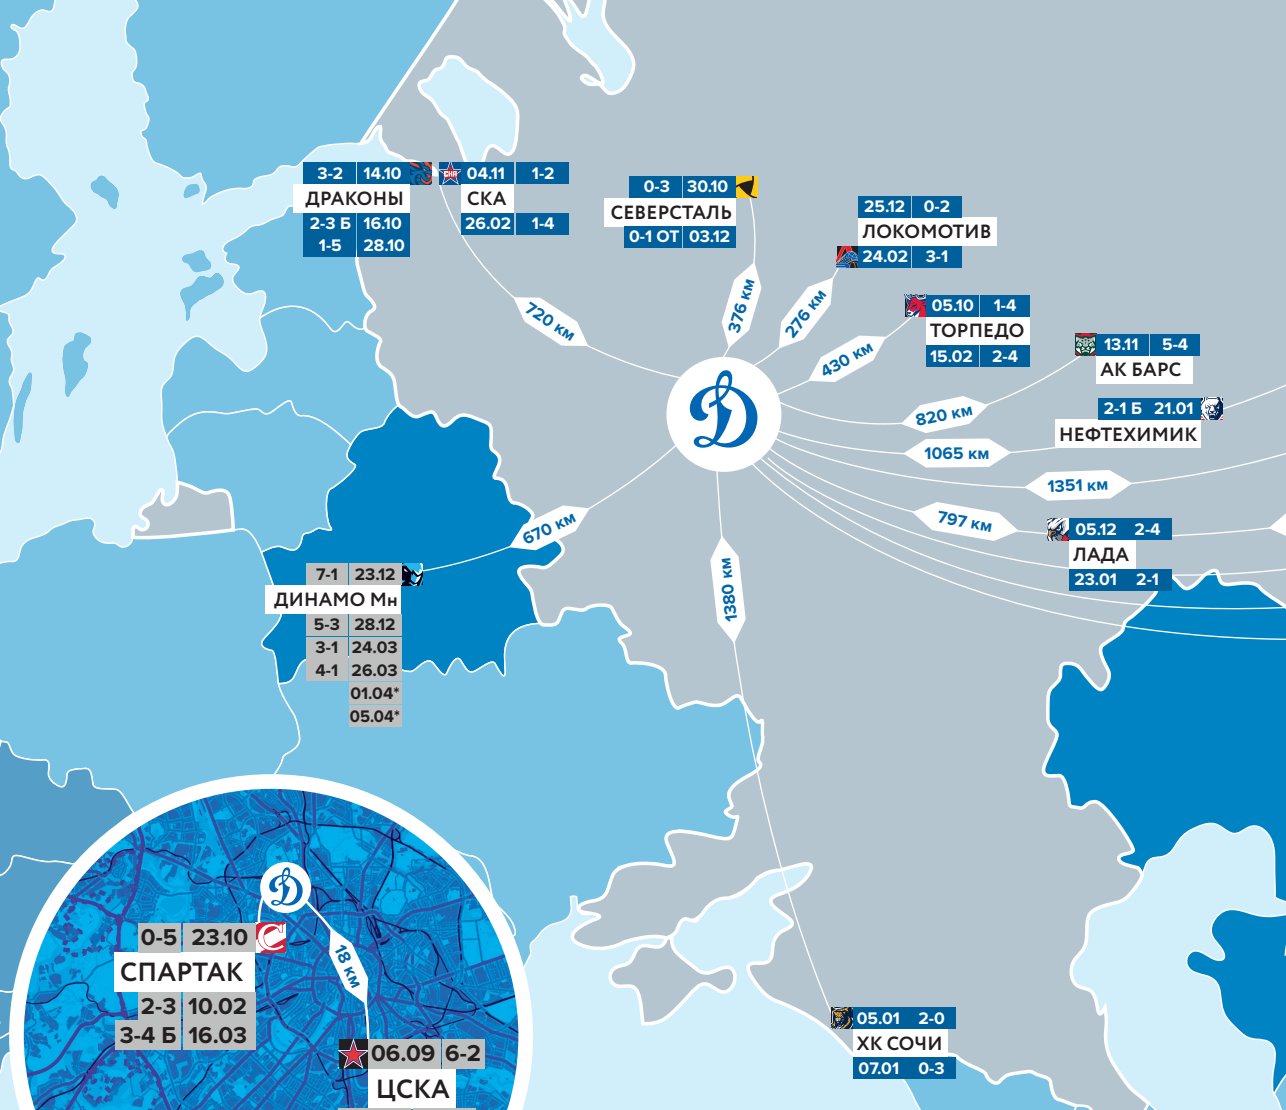 3-2 14.10
ДРАКОНЫ
2-3 Б 16.10
1-5 28.10
СКА 04.11 1-2
СКА
26.02 1-4
0-3 30.10
СЕВЕРСТАЛЬ
0-1 ОТ 03.12
25.12 0-2
ЛОКОМОТИВ
24.02 3-1
05.10 1-4
ТОРПЕДО
15.02 2-4
13.11 5-4
АК БАРС
2-1 Б 21.01
НЕФТЕХИМИК
720 км
376 км
276 км
430 км
820 км
1065 км
1351 км
797 км
670 км
1380 км
Д
05.12 2-4
ЛАДА
23.01 2-1
7-1 23.12
ДИНАМО Мн
5-3 28.12
3-1 24.03
4-1 26.03
01.04*
05.04*
Д
0-5 23.10
С
СПАРТАК
2-3 10.02
3-4 Б 16.03
18 км
06.09 6-2
ЦСКА
05.01 2-0
ХК СОЧИ
07.01 0-3